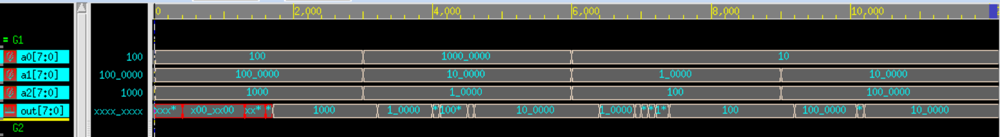 0 2,000 4,000 6,000 8,000 10,000
= G1
a0[7:0] 100 100 1000_0000 10
a1[7:0] 100_0000 100_0000 10_0000 1_0000 10_0000
a2[7:0] 1000 1000 1_0000 100 100_0000
out[7:0] xxxx_xxxx xxx* x00_xx00 xx* * 1000 1_0000 * 100* 10_0000 1_0000 * * 1* 100 100_0000 * 10_0000
G2